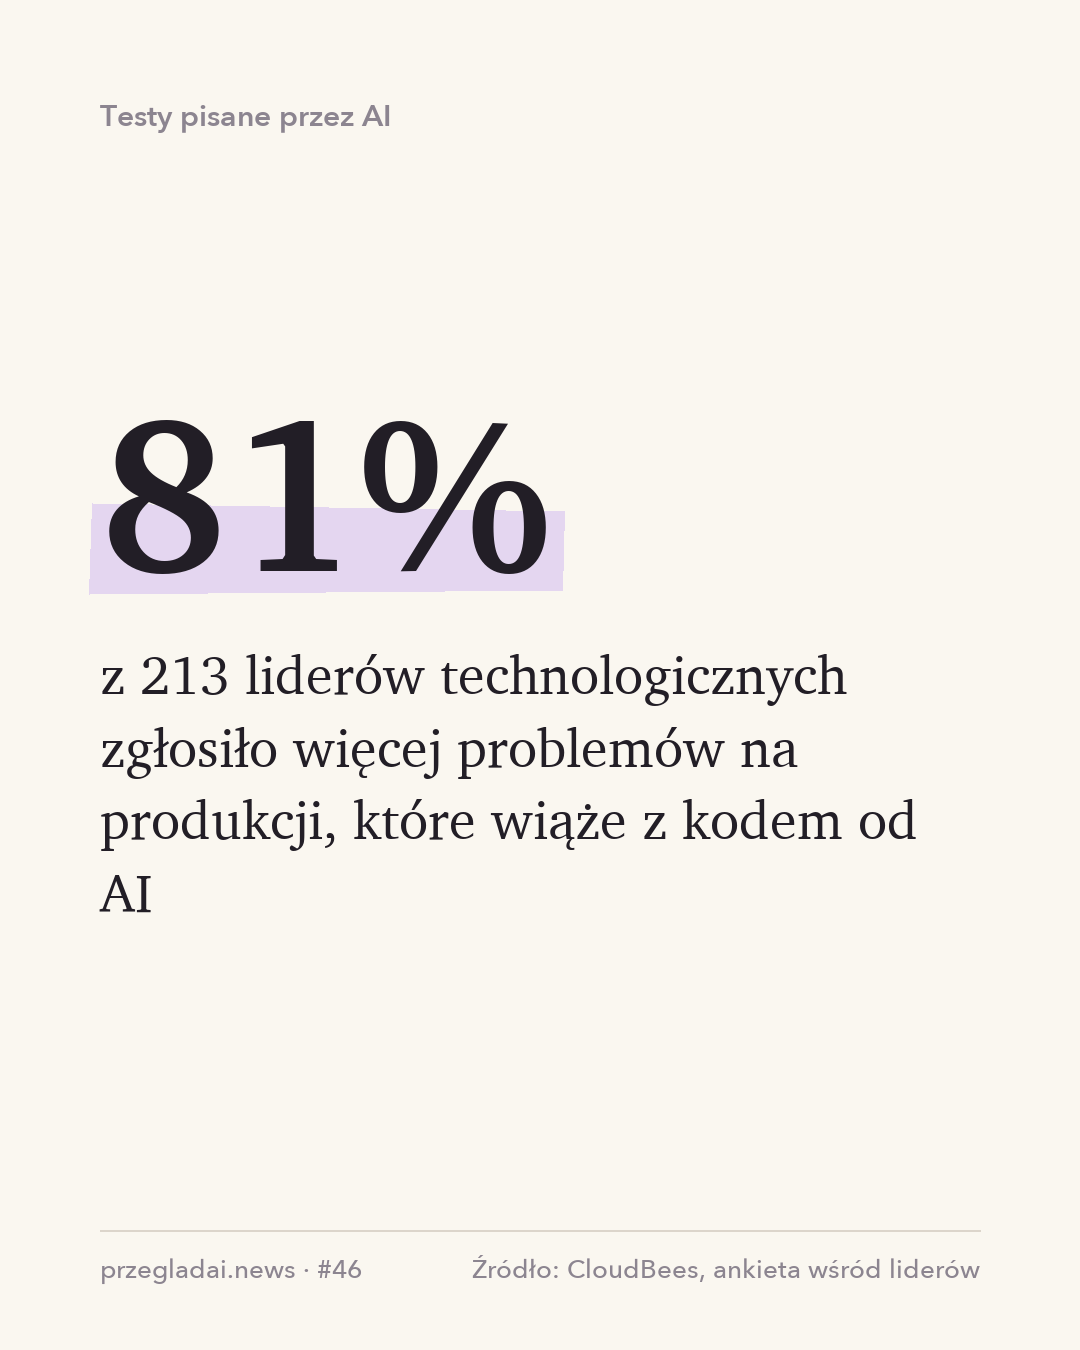 Testy pisane przez AI
81%
z 213 liderów technologicznych
zgłosiło więcej problemów na
produkcji, które wiąże z kodem od
AI
przegladai.news · #46
Źródło: CloudBees, ankieta wśród liderów